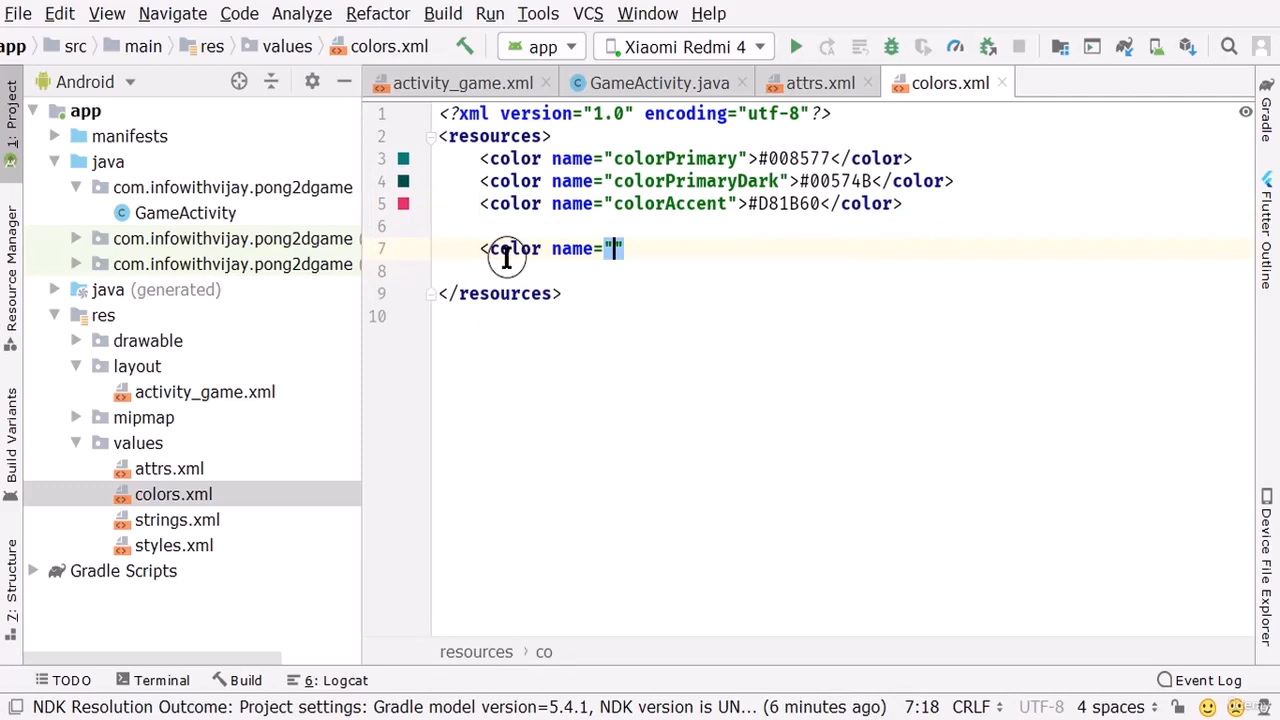 File Edit View Navigate Code Analyze Refactor Build Run Tools VCS Window Help
app src main res values colors.xml app Xiaomi Redmi 4
Android activity_game.xml GameActivity.java attrs.xml colors.xml
1: Project
Resource Manager
Build Variants
Z: Structure
app
manifests
java
com.infowithvijay.pong2dgame
GameActivity
com.infowithvijay.pong2dgame (
com.infowithvijay.pong2dgame (
java (generated)
res
drawable
layout
activity_game.xml
mipmap
values
attrs.xml
colors.xml
strings.xml
styles.xml
Gradle Scripts
1 <?xml version="1.0" encoding="utf-8"?>
2 <resources>
3 <color name="colorPrimary">#008577</color>
4 <color name="colorPrimaryDark">#00574B</color>
5 <color name="colorAccent">#D81B60</color>
6
7 <color name=""
8
9 </resources>
10
Gradle
Flutter Outline
Device File Explorer
resources › co
TODO Terminal Build 6: Logcat Event Log
NDK Resolution Outcome: Project settings: Gradle model version=5.4.1, NDK version is UN... (6 minutes ago) 7:18 CRLF UTF-8 4 spaces